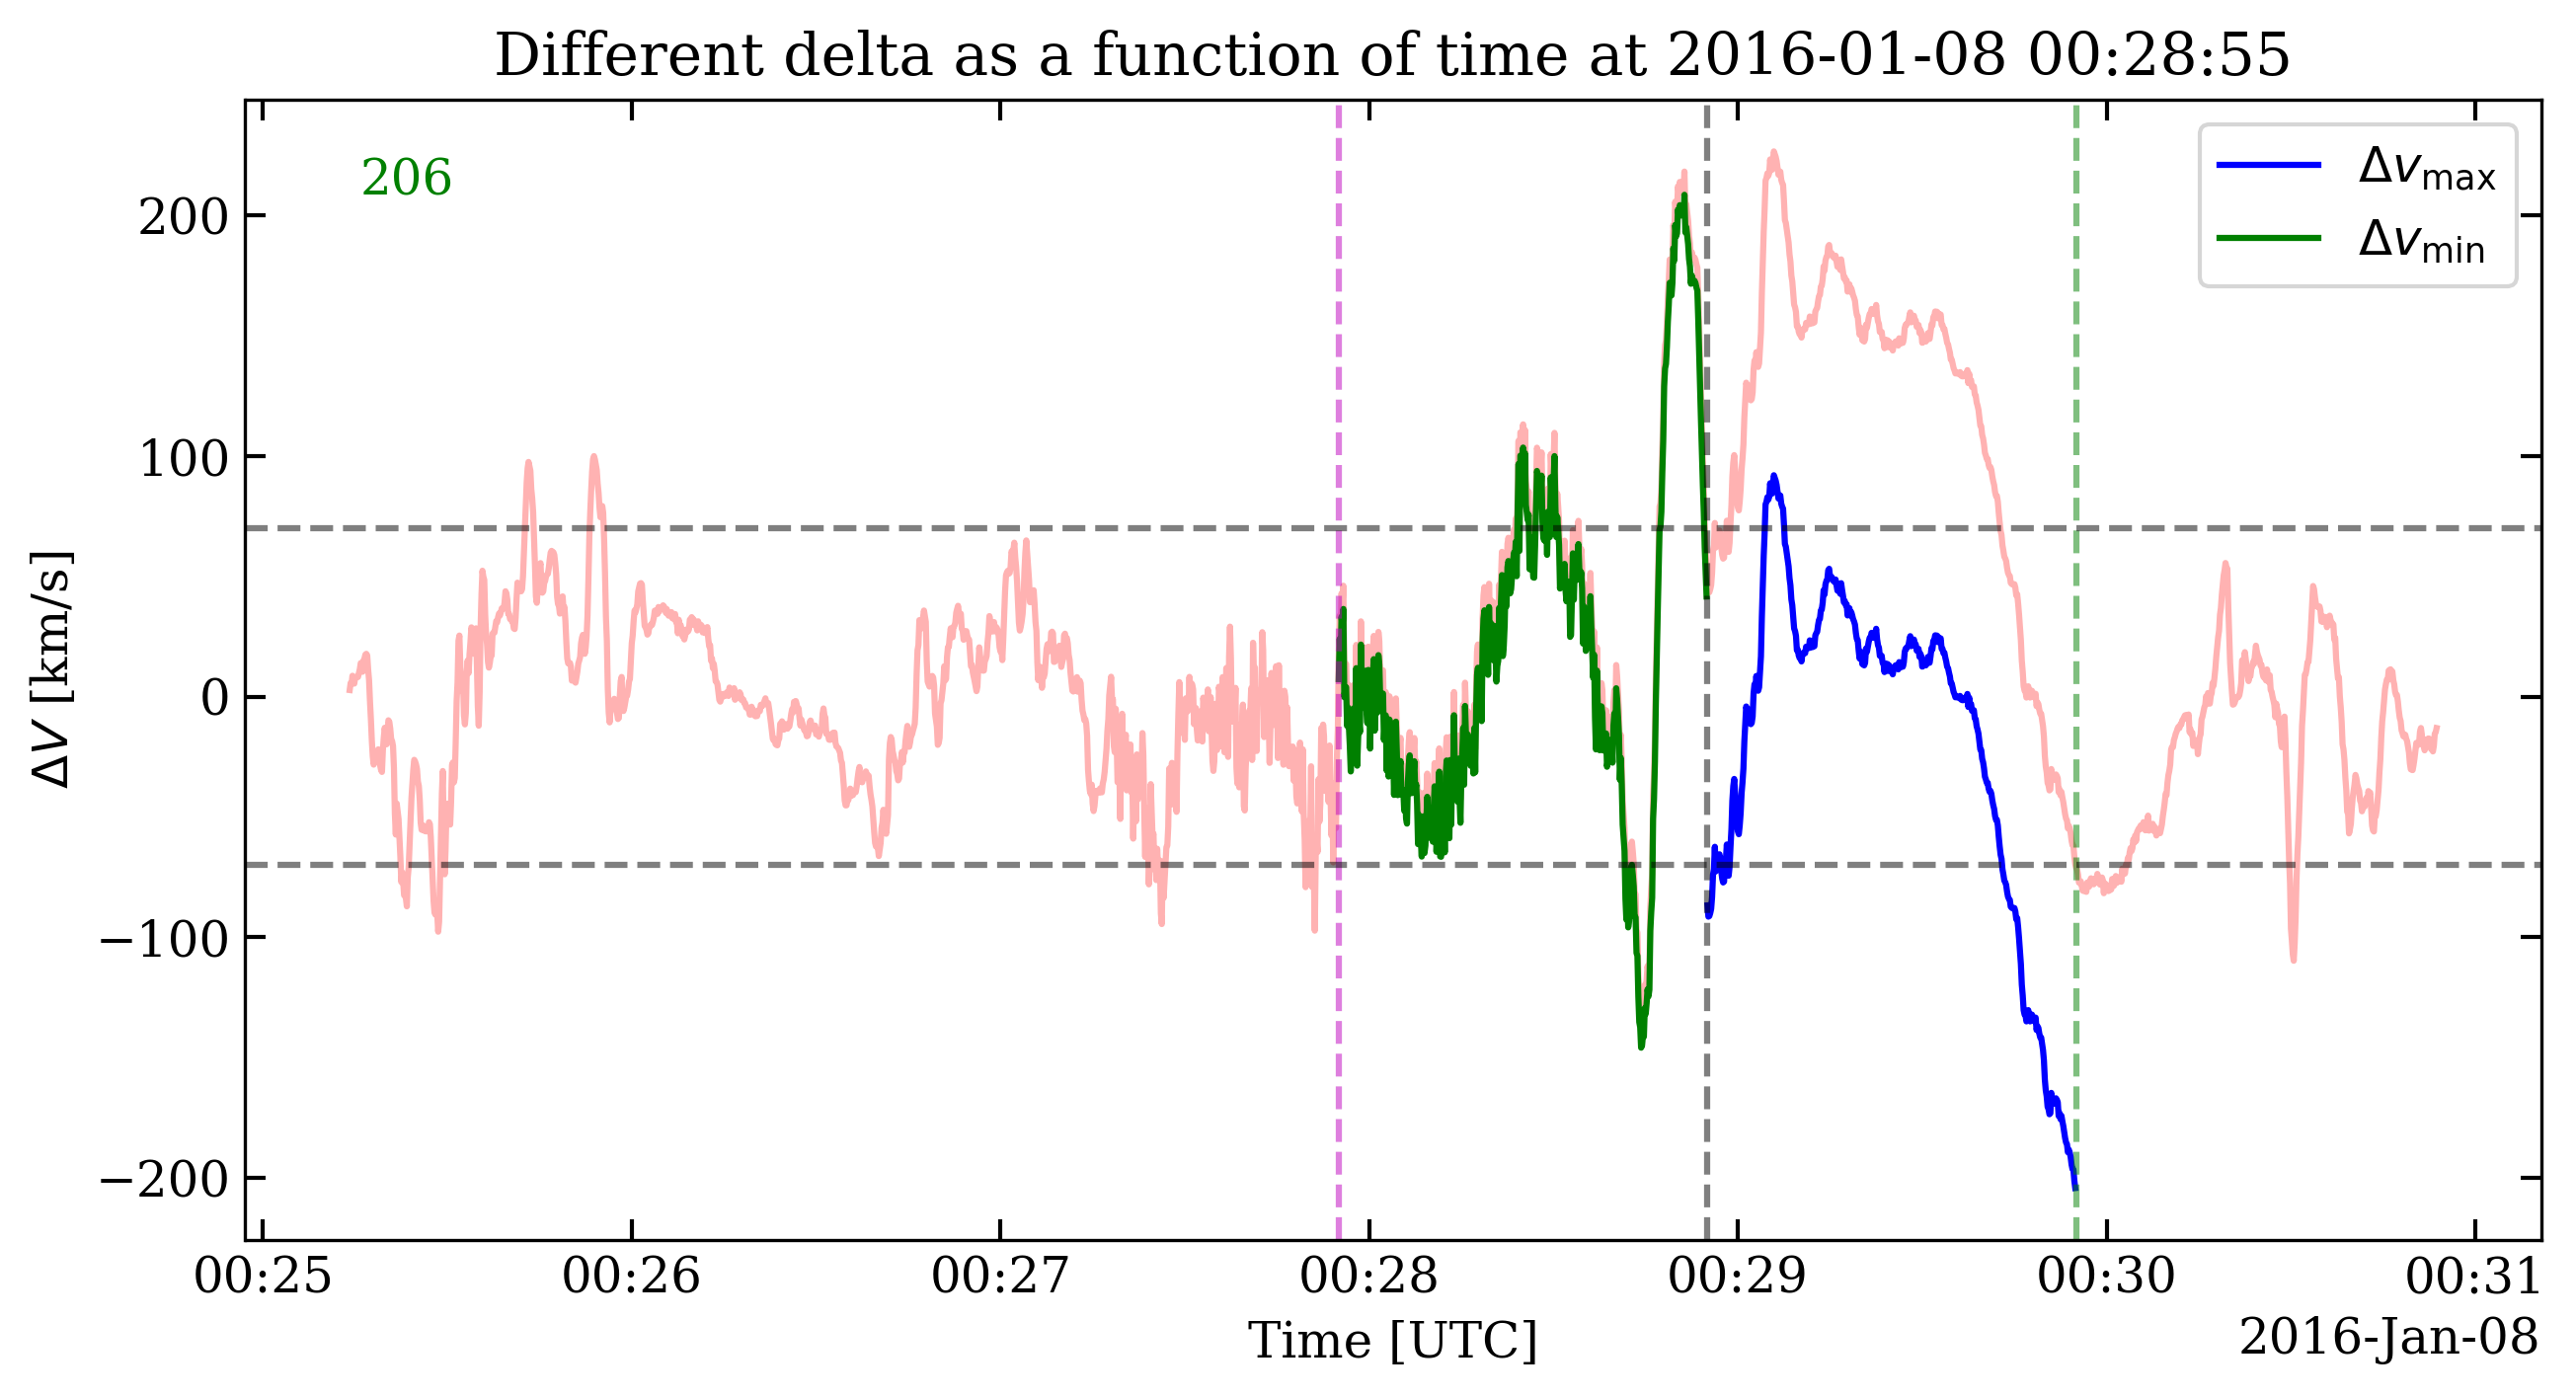 Different delta as a function of time at 2016-01-08 00:28:55
206
Δv_max
Δv_min
200
100
0
−100
−200
ΔV [km/s]
00:25 00:26 00:27 00:28 00:29 00:30 00:31
Time [UTC]
2016-Jan-08